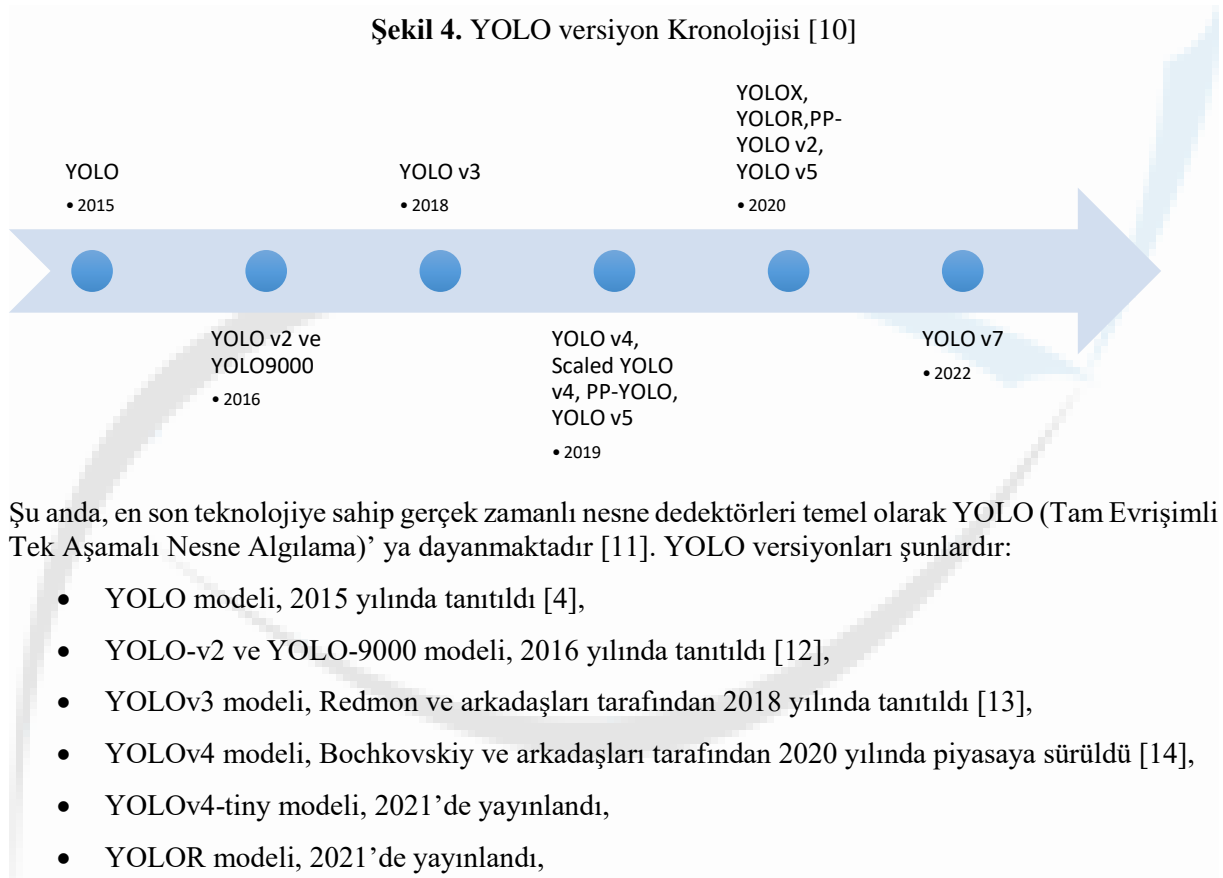 Şekil 4. YOLO versiyon Kronolojisi [10]
YOLO
• 2015
YOLO v2 ve
YOLO9000
• 2016
YOLO v3
• 2018
YOLO v4,
Scaled YOLO
v4, PP-YOLO,
YOLO v5
• 2019
YOLOX,
YOLOR,PP-
YOLO v2,
YOLO v5
• 2020
YOLO v7
• 2022
Şu anda, en son teknolojiye sahip gerçek zamanlı nesne dedektörleri temel olarak YOLO (Tam Evrişimli
Tek Aşamalı Nesne Algılama)’ ya dayanmaktadır [11]. YOLO versiyonları şunlardır:
• YOLO modeli, 2015 yılında tanıtıldı [4],
• YOLO-v2 ve YOLO-9000 modeli, 2016 yılında tanıtıldı [12],
• YOLOv3 modeli, Redmon ve arkadaşları tarafından 2018 yılında tanıtıldı [13],
• YOLOv4 modeli, Bochkovskiy ve arkadaşları tarafından 2020 yılında piyasaya sürüldü [14],
• YOLOv4-tiny modeli, 2021’de yayınlandı,
• YOLOR modeli, 2021’de yayınlandı,